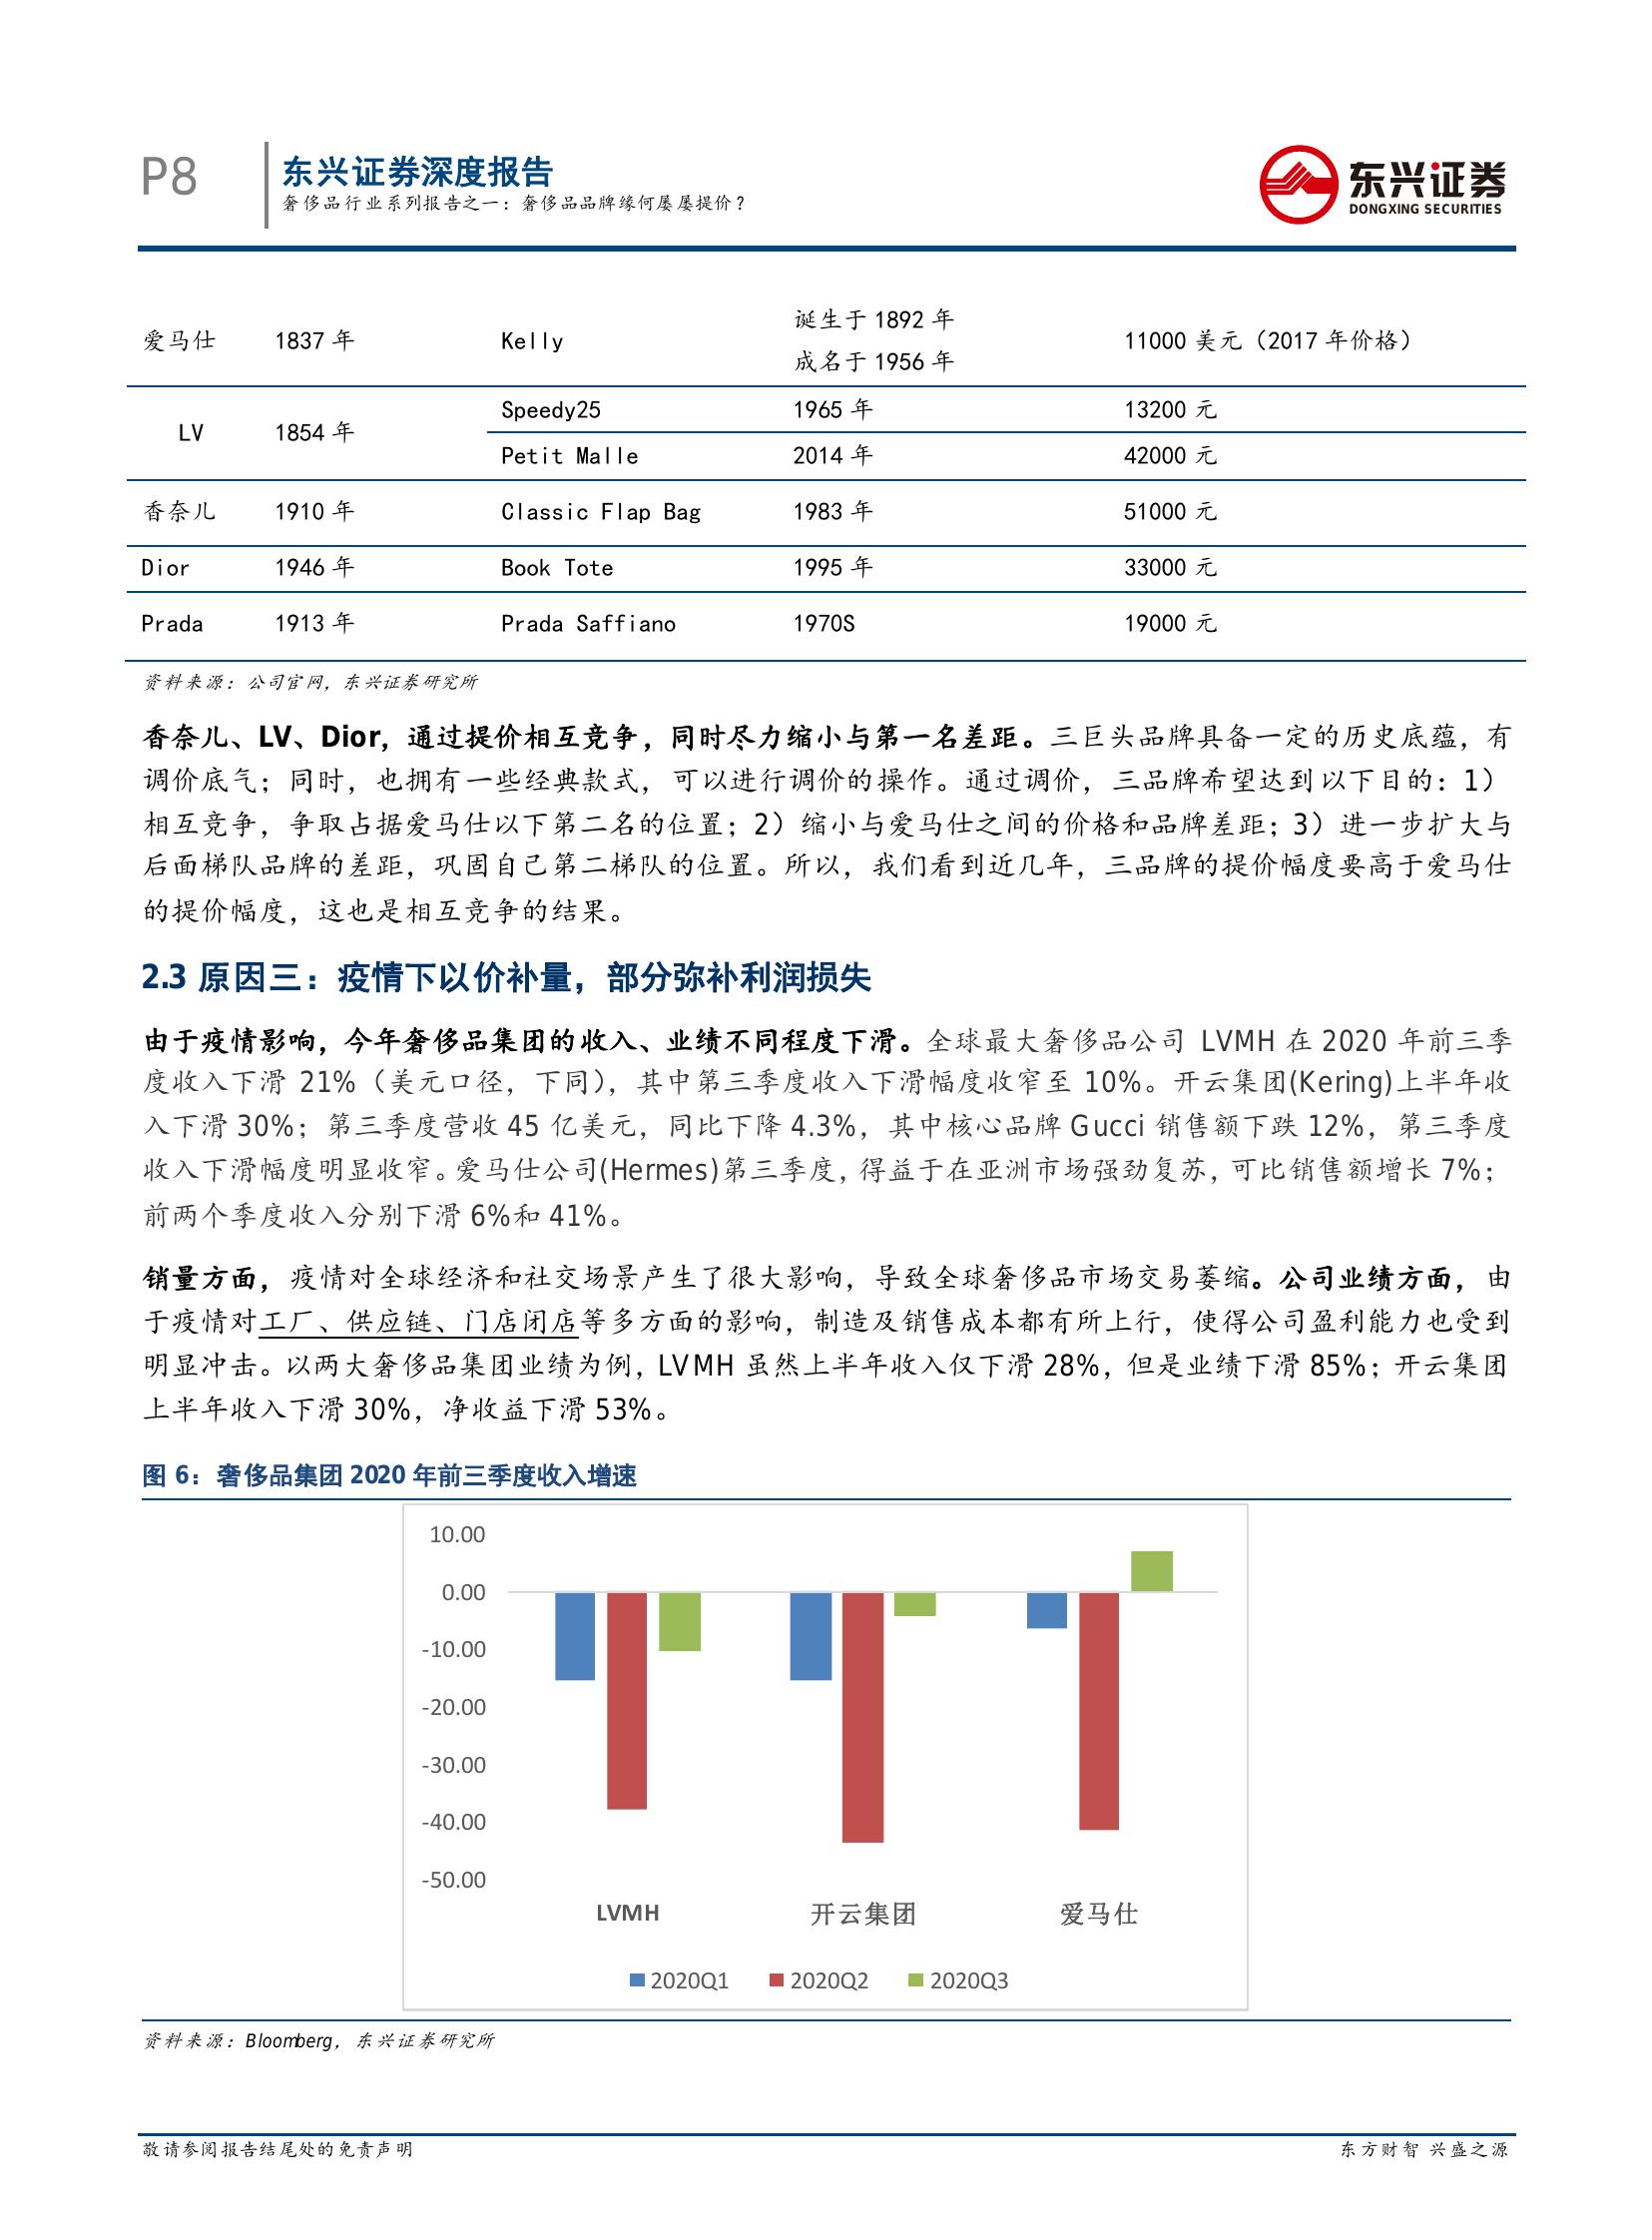 P8
东兴证券深度报告
奢侈品行业系列报告之一：奢侈品品牌缘何屡屡提价？
东兴证券
DONGXING SECURITIES
爱马仕 1837 年 Kelly 诞生于 1892 年 11000 美元（2017 年价格）
成名于 1956 年
LV 1854 年 Speedy25 1965 年 13200 元
Petit Malle 2014 年 42000 元
香奈儿 1910 年 Classic Flap Bag 1983 年 51000 元
Dior 1946 年 Book Tote 1995 年 33000 元
Prada 1913 年 Prada Saffiano 1970S 19000 元
资料来源：公司官网，东兴证券研究所
香奈儿、LV、Dior，通过提价相互竞争，同时尽力缩小与第一名差距。三巨头品牌具备一定的历史底蕴，有
调价底气；同时，也拥有一些经典款式，可以进行调价的操作。通过调价，三品牌希望达到以下目的：1）
相互竞争，争取占据爱马仕以下第二名的位置；2）缩小与爱马仕之间的价格和品牌差距；3）进一步扩大与
后面梯队品牌的差距，巩固自己第二梯队的位置。所以，我们看到近几年，三品牌的提价幅度要高于爱马仕
的提价幅度，这也是相互竞争的结果。
2.3 原因三：疫情下以价补量，部分弥补利润损失
由于疫情影响，今年奢侈品集团的收入、业绩不同程度下滑。全球最大奢侈品公司 LVMH 在 2020 年前三季
度收入下滑 21%（美元口径，下同），其中第三季度收入下滑幅度收窄至 10%。开云集团(Kering)上半年收
入下滑 30%；第三季度营收 45 亿美元，同比下降 4.3%，其中核心品牌 Gucci 销售额下跌 12%，第三季度
收入下滑幅度明显收窄。爱马仕公司(Hermes)第三季度，得益于在亚洲市场强劲复苏，可比销售额增长 7%；
前两个季度收入分别下滑 6%和 41%。
销量方面，疫情对全球经济和社交场景产生了很大影响，导致全球奢侈品市场交易萎缩。公司业绩方面，由
于疫情对工厂、供应链、门店闭店等多方面的影响，制造及销售成本都有所上行，使得公司盈利能力也受到
明显冲击。以两大奢侈品集团业绩为例，LVMH 虽然上半年收入仅下滑 28%，但是业绩下滑 85%；开云集团
上半年收入下滑 30%，净收益下滑 53%。
图 6：奢侈品集团 2020 年前三季度收入增速
10.00
0.00
-10.00
-20.00
-30.00
-40.00
-50.00
LVMH 开云集团 爱马仕
2020Q1 2020Q2 2020Q3
资料来源：Bloomberg，东兴证券研究所
敬请参阅报告结尾处的免责声明 东方财智 兴盛之源